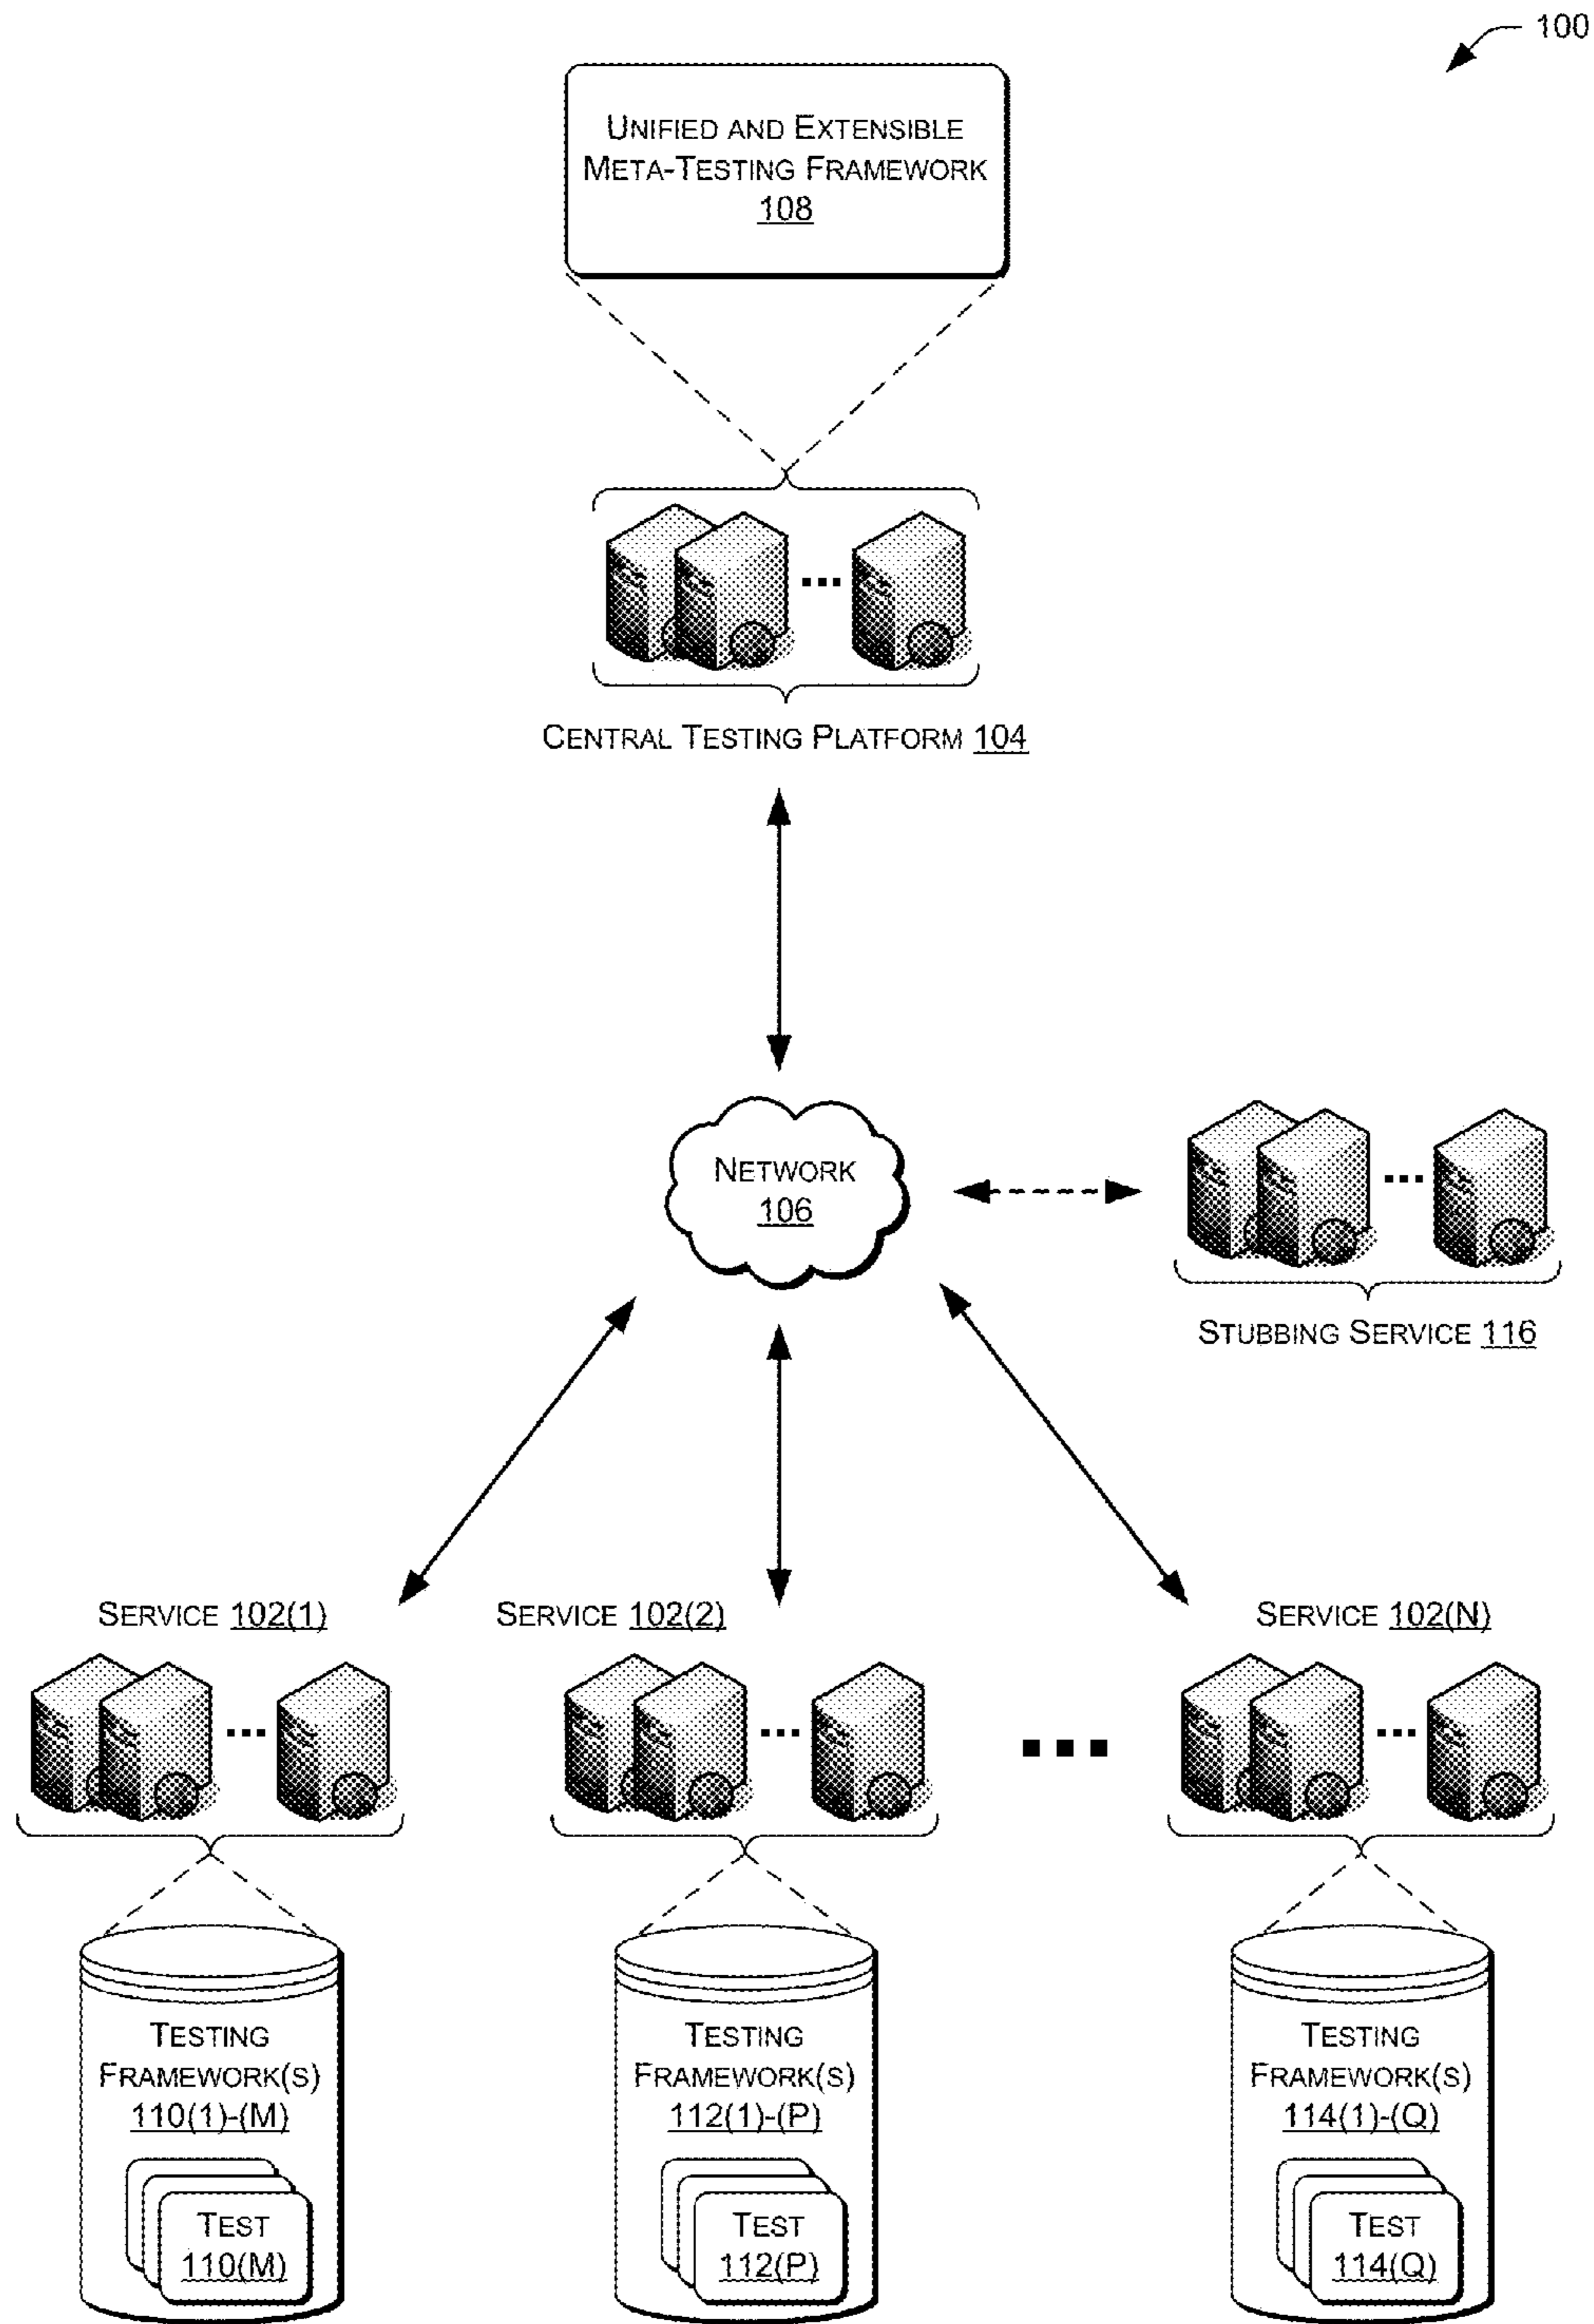 100
UNIFIED AND EXTENSIBLE
META-TESTING FRAMEWORK
108
...
CENTRAL TESTING PLATFORM 104
NETWORK
106
...
STUBBING SERVICE 116
SERVICE 102(1)
SERVICE 102(2)
SERVICE 102(N)
...
...
...
...
TESTING
FRAMEWORK(S)
110(1)-(M)
TEST
110(M)
TESTING
FRAMEWORK(S)
112(1)-(P)
TEST
112(P)
TESTING
FRAMEWORK(S)
114(1)-(Q)
TEST
114(Q)